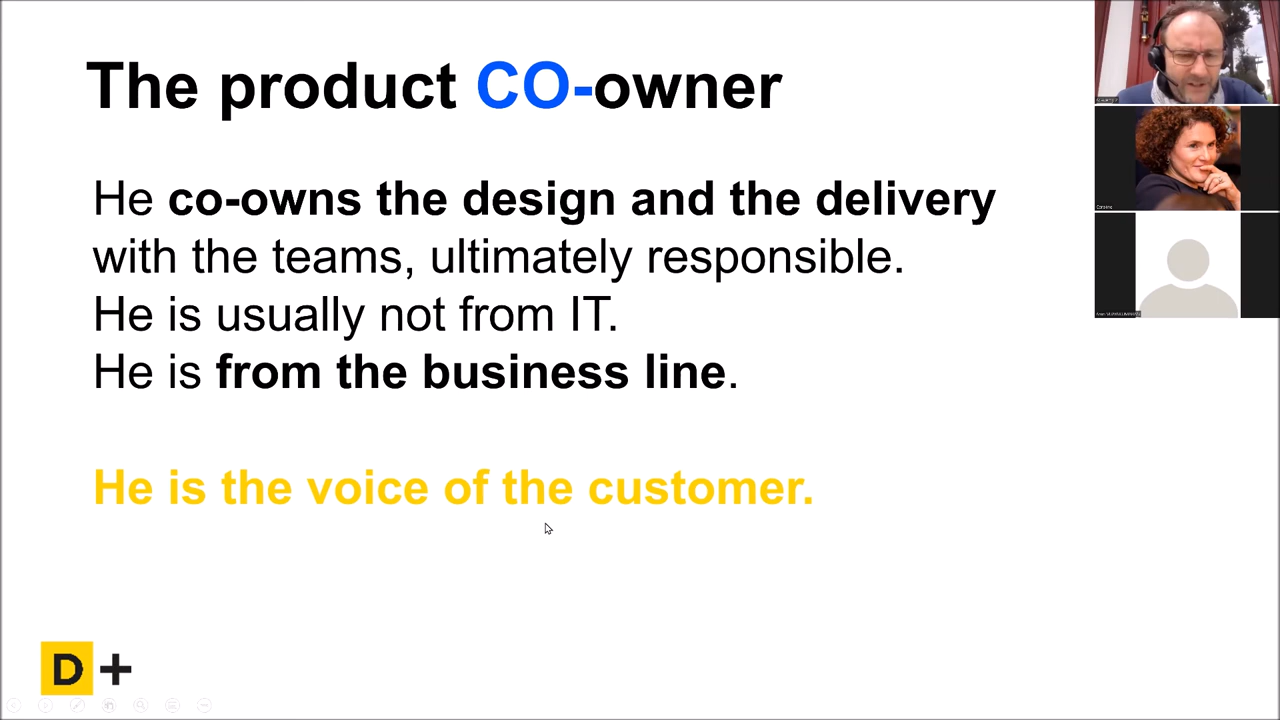 The product CO-owner
He co-owns the design and the delivery
with the teams, ultimately responsible.
He is usually not from IT.
He is from the business line.
He is the voice of the customer.
D+